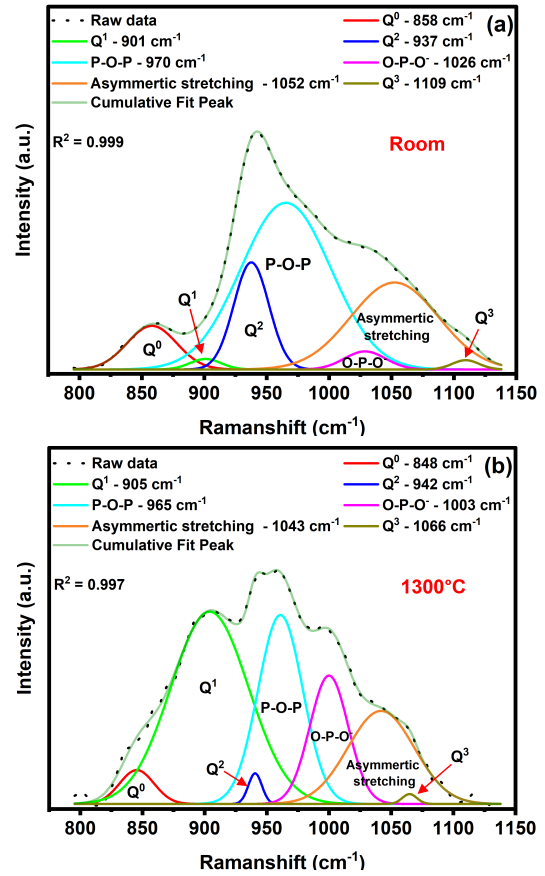 (a)
Raw data
Q⁰ - 858 cm⁻¹
Q¹ - 901 cm⁻¹
Q² - 937 cm⁻¹
P-O-P - 970 cm⁻¹
O-P-O⁻ - 1026 cm⁻¹
Asymmertic stretching - 1052 cm⁻¹
Q³ - 1109 cm⁻¹
Cumulative Fit Peak
R² = 0.999
Room
Intensity (a.u.)
P-O-P
Q¹
Q²
Q⁰
Asymmertic
stretching
O-P-O
Q³
800 850 900 950 1000 1050 1100 1150
Ramanshift (cm⁻¹)
(b)
Raw data
Q⁰ - 848 cm⁻¹
Q¹ - 905 cm⁻¹
Q² - 942 cm⁻¹
P-O-P - 965 cm⁻¹
O-P-O⁻ - 1003 cm⁻¹
Asymmertic stretching - 1043 cm⁻¹
Q³ - 1066 cm⁻¹
Cumulative Fit Peak
R² = 0.997
1300°C
Intensity (a.u.)
Q¹
P-O-P
O-P-O⁻
Q²
Q⁰
Asymmertic
stretching
Q³
800 850 900 950 1000 1050 1100 1150
Ramanshift (cm⁻¹)